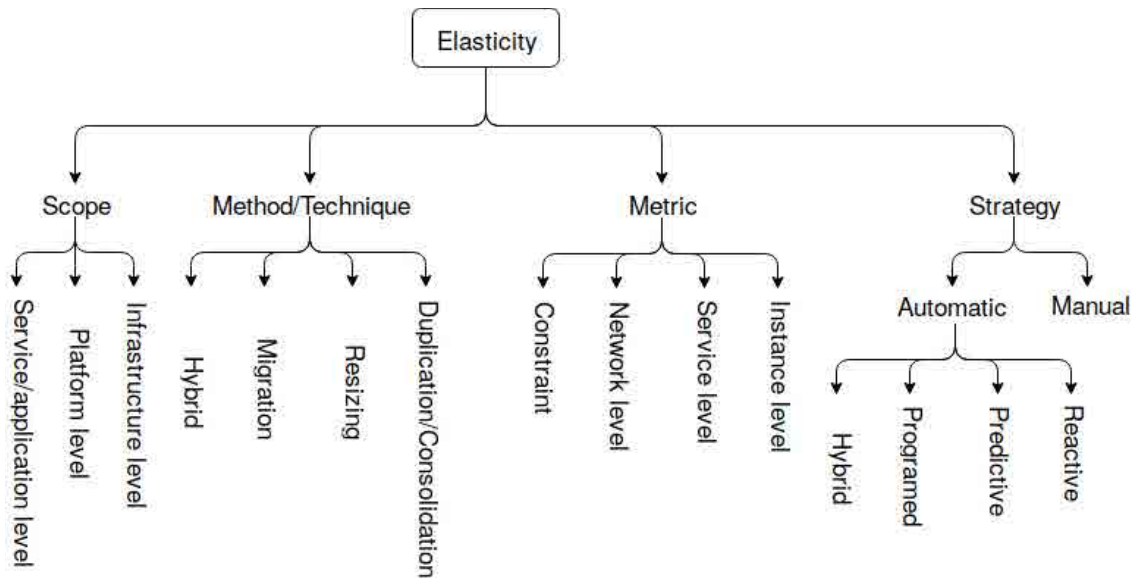 Elasticity
Scope
Method/Technique
Metric
Strategy
Service/application level
Platform level
Infrastructure level
Hybrid
Migration
Resizing
Duplication/Consolidation
Constraint
Network level
Service level
Instance level
Automatic
Manual
Hybrid
Programed
Predictive
Reactive